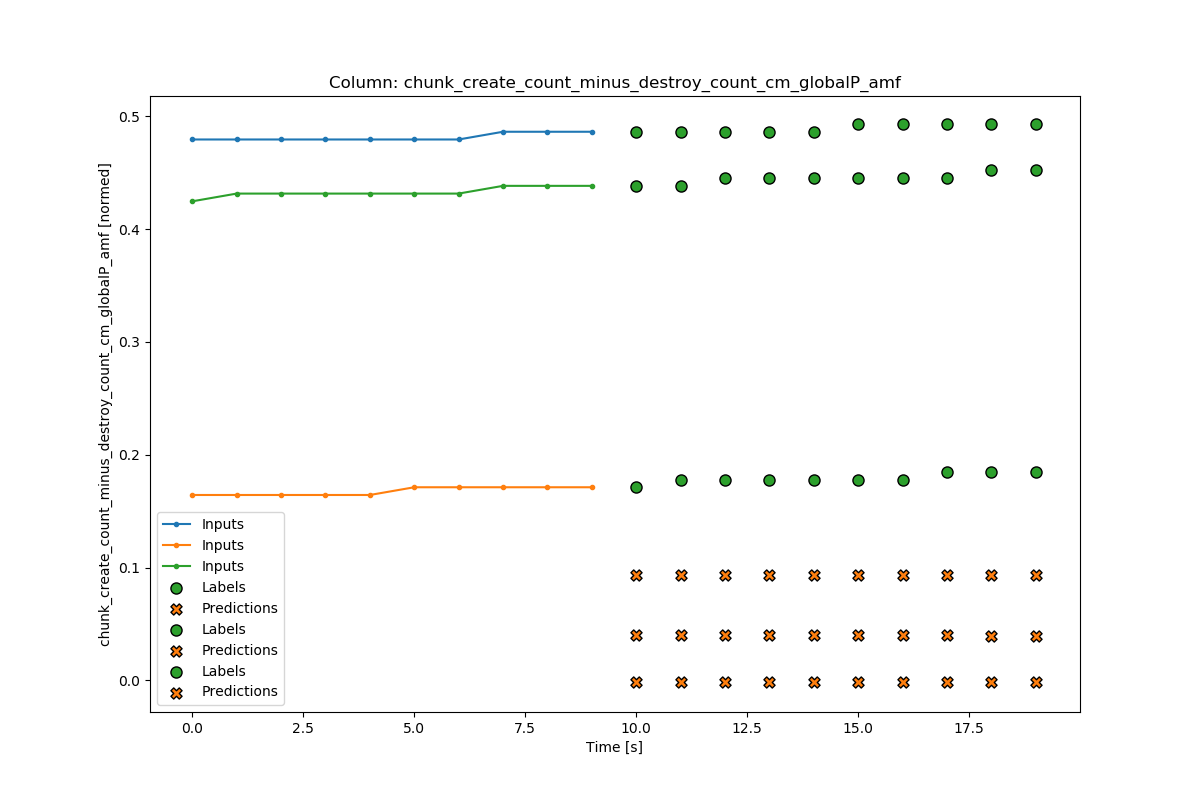 Column: chunk_create_count_minus_destroy_count_cm_globalP_amf
chunk_create_count_minus_destroy_count_cm_globalP_amf [normed]
0.5
0.4
0.3
0.2
0.1
0.0
Inputs
Inputs
Inputs
Labels
Predictions
Labels
Predictions
Labels
Predictions
0.0 2.5 5.0 7.5 10.0 12.5 15.0 17.5
Time [s]